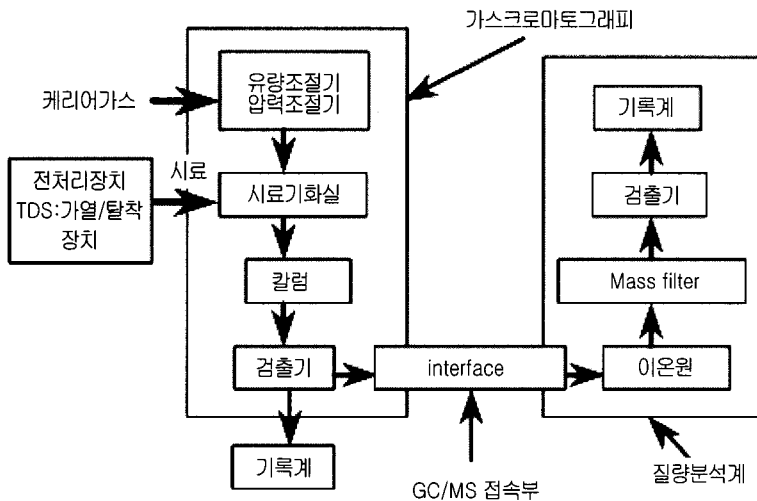 가스크로마토그래피
케리어가스
유량조절기
압력조절기
시료
전처리장치
TDS:가열/탈착
장치
시료기화실
칼럼
검출기
기록계
interface
GC/MS 접속부
기록계
검출기
Mass filter
이온원
질량분석계